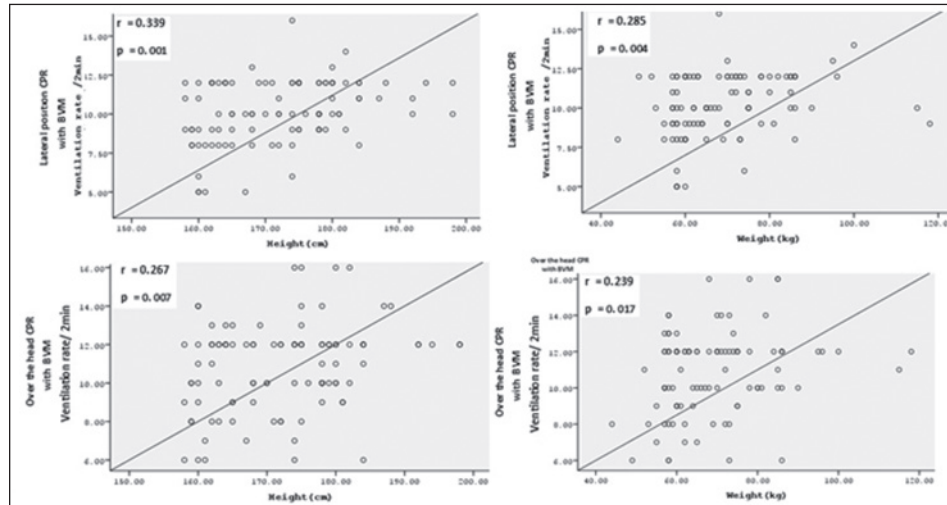 r = 0.339
p = 0.001
Lateral position CPR
with BVM
Ventilation rate /2min
15.00
12.50
10.00
7.50
5.00
150.00 160.00 170.00 180.00 190.00 200.00
Height(cm)
r = 0.285
p = 0.004
Lateral position CPR
with BVM
Ventilation rate /2min
15.00
12.50
10.00
7.50
5.00
40.00 60.00 80.00 100.00 120.00
Weight(kg)
r = 0.267
p = 0.007
Over the head CPR
with BVM
Ventilation rate/ 2min
16.00
14.00
12.00
10.00
8.00
6.00
150.00 160.00 170.00 180.00 190.00 200.00
Height(cm)
Over the head CPR
with BVM
r = 0.239
p = 0.017
Over the head CPR
with BVM
Ventilation rate/ 2min
16.00
14.00
12.00
10.00
8.00
6.00
40.00 60.00 80.00 100.00 120.00
Weight(kg)